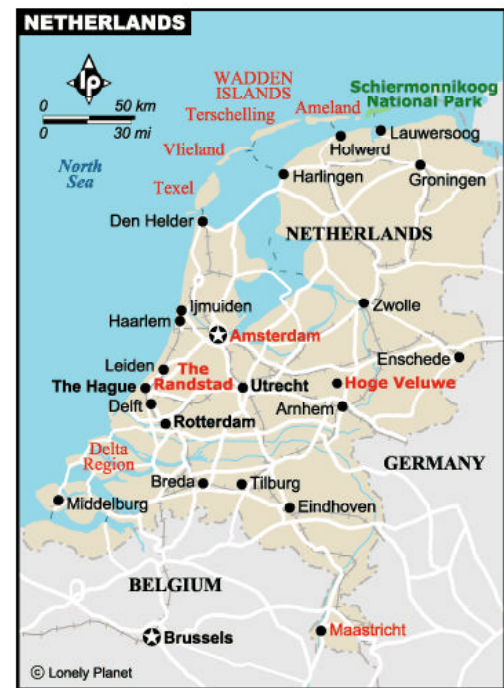 NETHERLANDS
lp
0 50 km
0 30 mi
North
Sea
WADDEN
ISLANDS
Terschelling
Ameland
Vlieland
Texel
Schiermonnikoog
National Park
Lauwersoog
Holwerd
Harlingen
Groningen
Den Helder
NETHERLANDS
Ijmuiden
Haarlem
Zwolle
Amsterdam
Enschede
Leiden
The
Randstad
The Hague
Utrecht
Hoge Veluwe
Delft
Arnhem
Rotterdam
Delta
Region
GERMANY
Breda
Tilburg
Middelburg
Eindhoven
BELGIUM
Maastricht
Brussels
© Lonely Planet